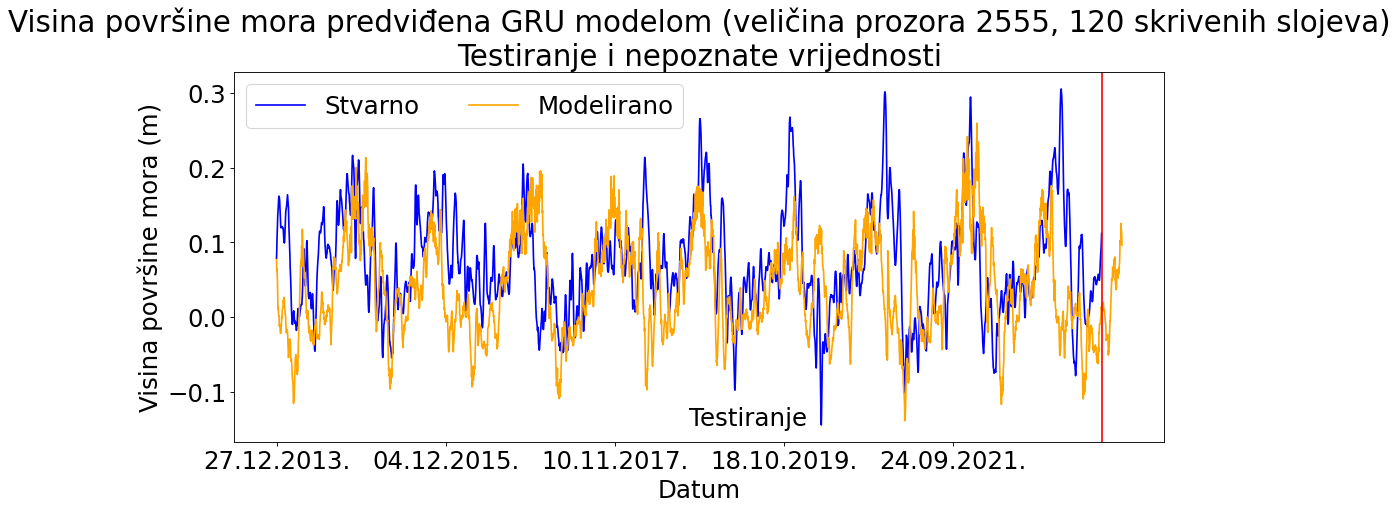 Visina površine mora predviđena GRU modelom (veličina prozora 2555, 120 skrivenih slojeva)
Testiranje i nepoznate vrijednosti
Stvarno
Modelirano
Visina površine mora (m)
0.3
0.2
0.1
0.0
−0.1
Testiranje
27.12.2013.
04.12.2015.
10.11.2017.
18.10.2019.
24.09.2021.
Datum